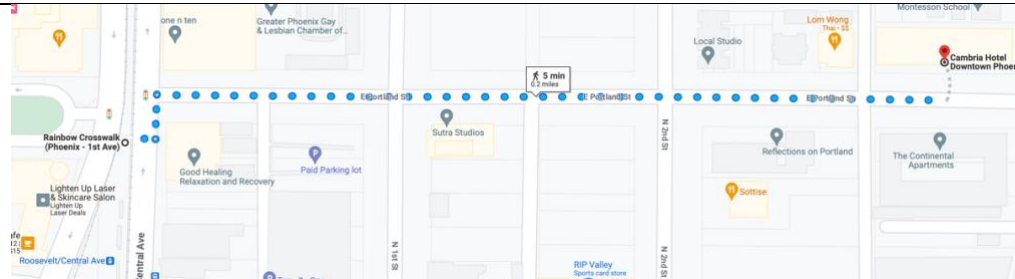 Montessori School
one n ten
Greater Phoenix Gay
& Lesbian Chamber of...
Lom Wong
Thai • $$
Local Studio
Cambria Hotel
Downtown Phoe
5 min
0.2 miles
E Portland St
E Portland St
E Portland St
Rainbow Crosswalk
(Phoenix - 1st Ave)
Sutra Studios
N 2nd St
Good Healing
Relaxation and Recovery
Paid Parking lot
Reflections on Portland
The Continental
Apartments
Lighten Up Laser
& Skincare Salon
Lighten Up
Laser Deals
Sottise
Roosevelt/Central Ave
entral Ave
N 1st St
N 2nd St
RIP Valley
Sports card store